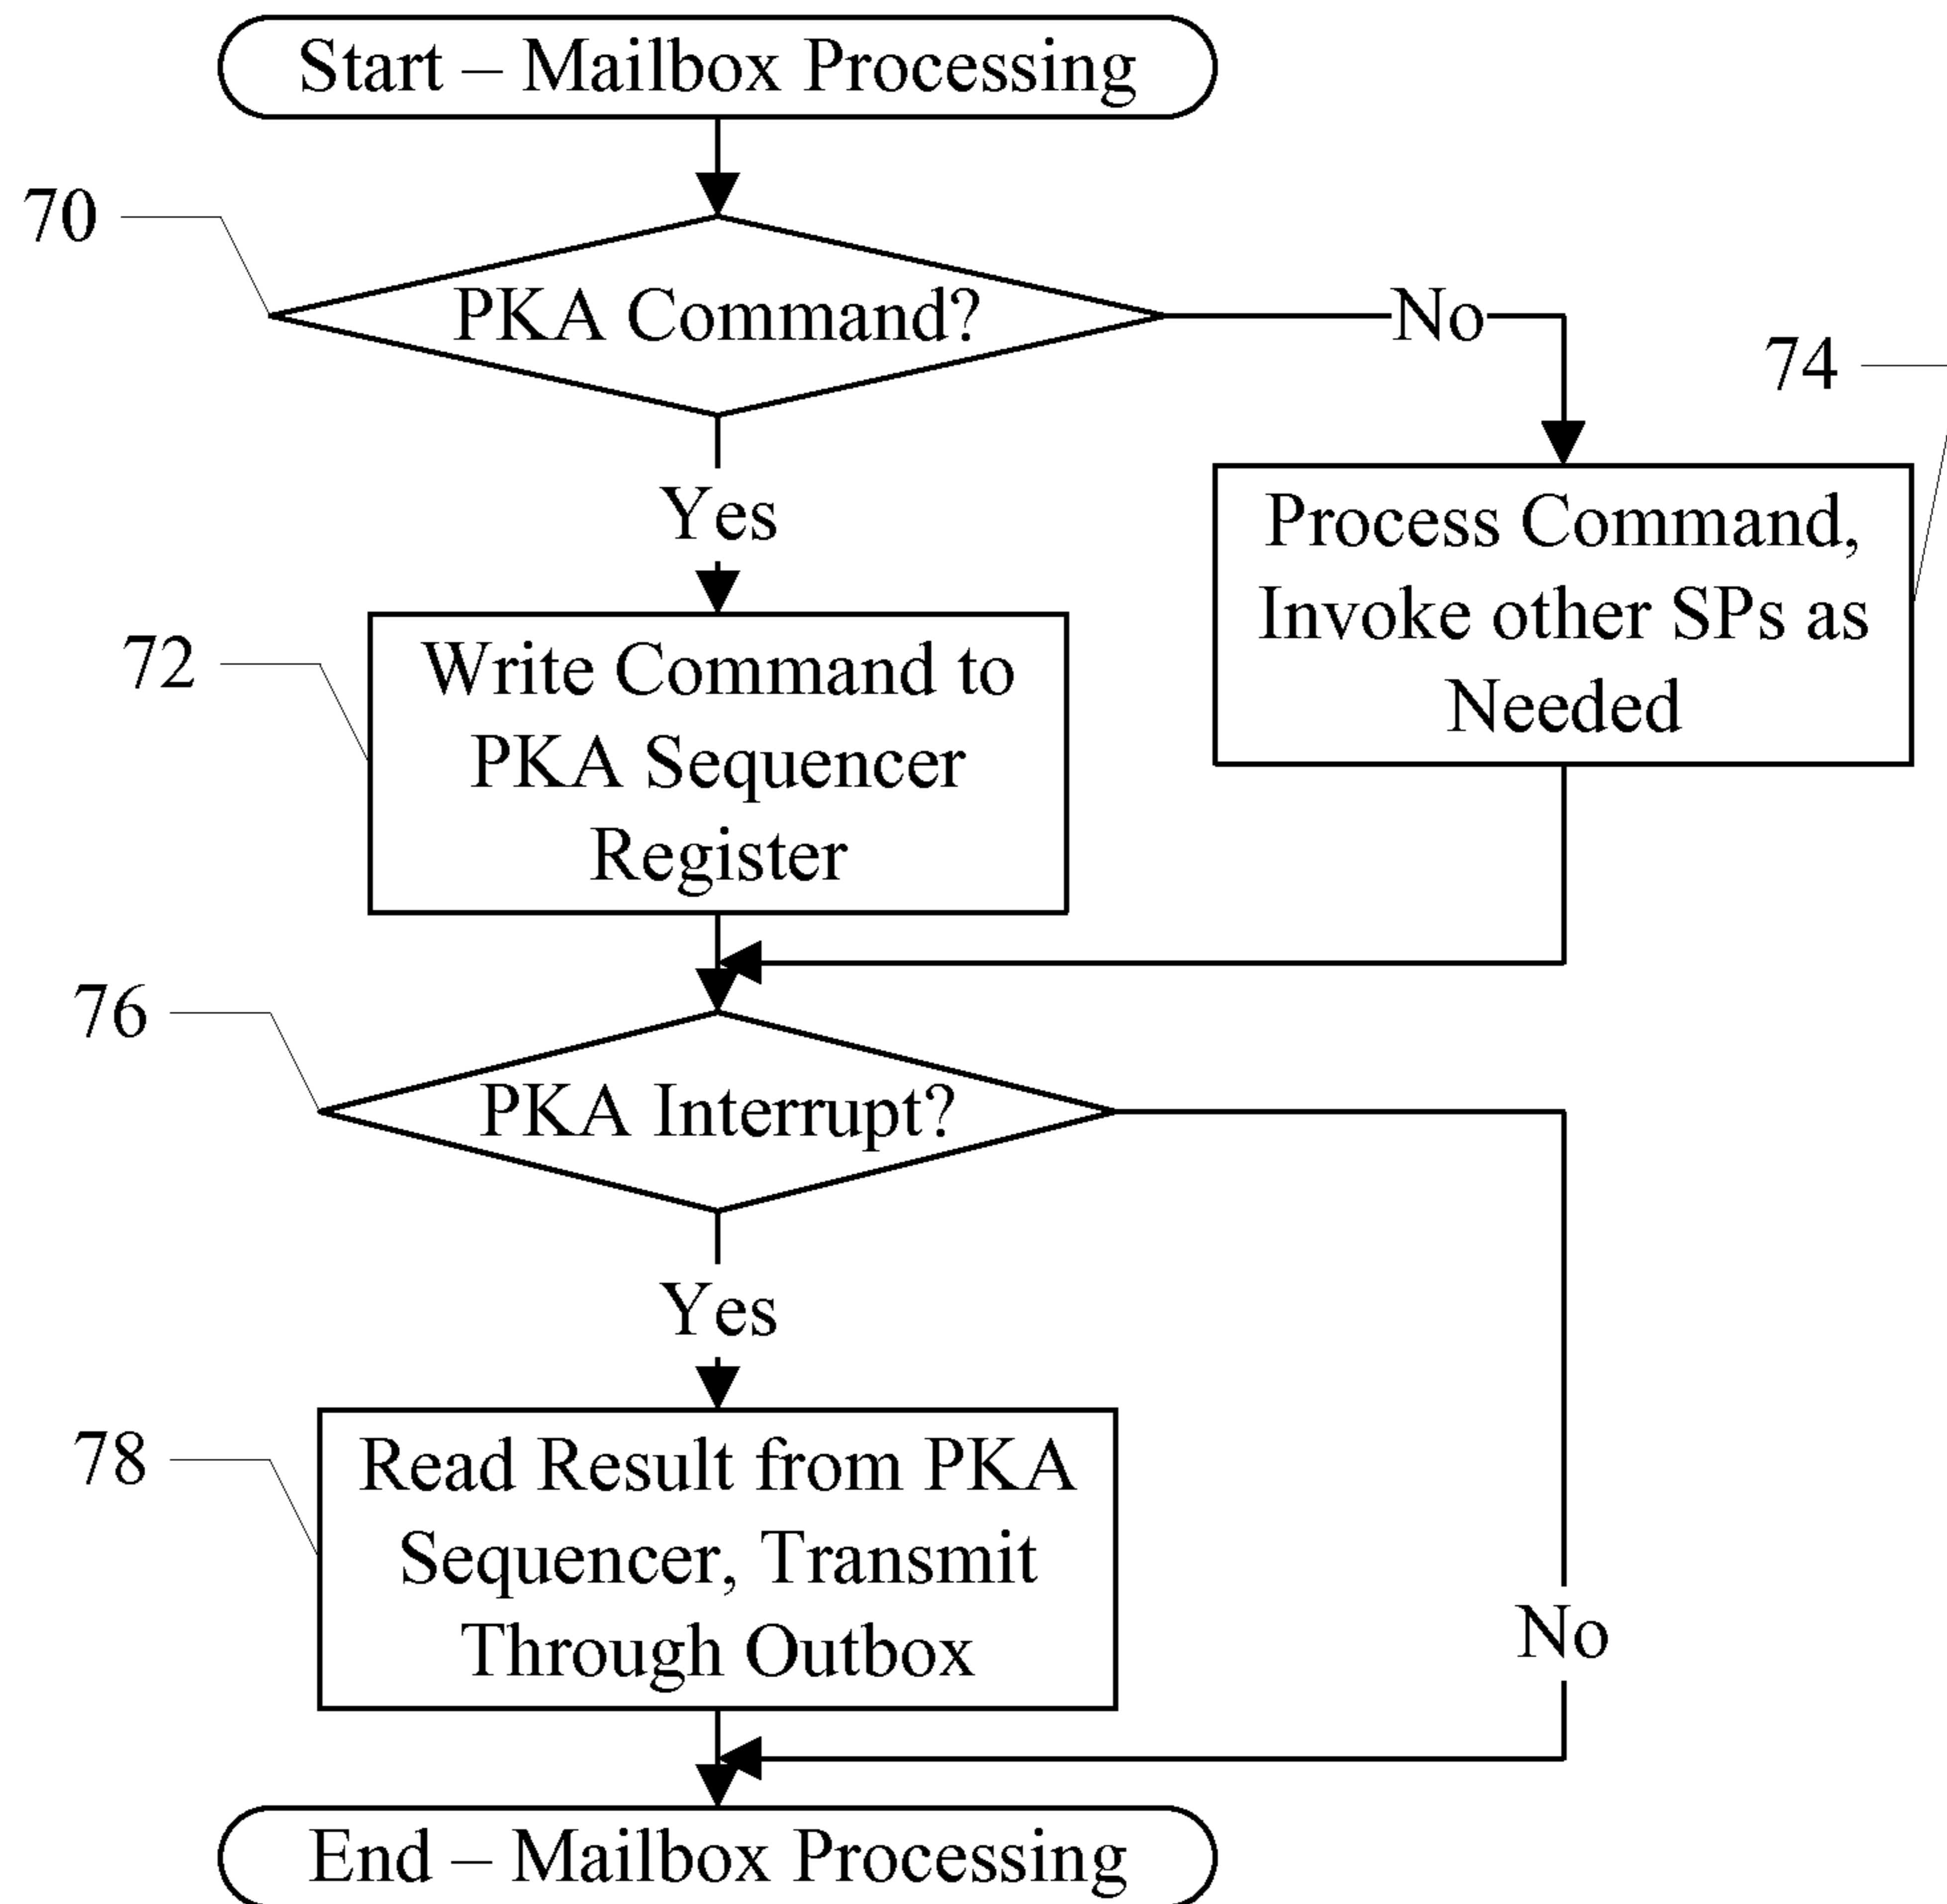 Start – Mailbox Processing
70
PKA Command?
No
74
Yes
Process Command,
Invoke other SPs as
Needed
72
Write Command to
PKA Sequencer
Register
76
PKA Interrupt?
Yes
78
Read Result from PKA
Sequencer, Transmit
Through Outbox
No
End – Mailbox Processing